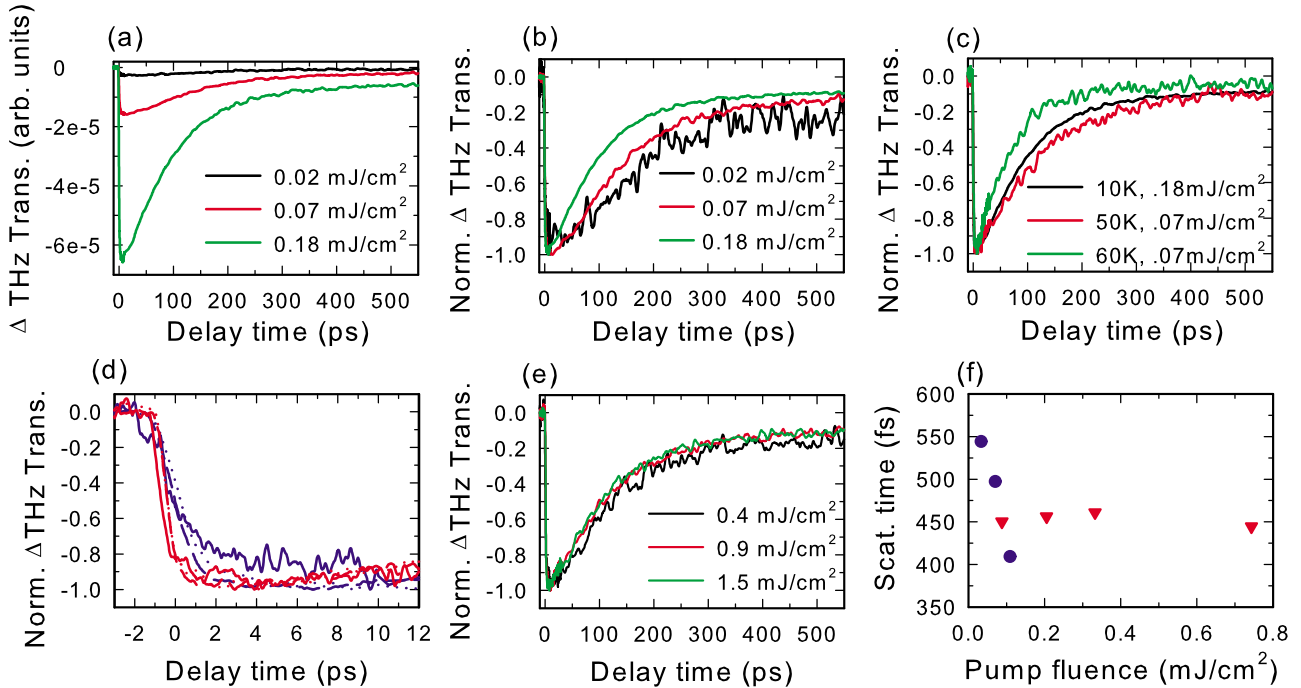 (a)
Δ THz Trans. (arb. units)
0
-2e-5
-4e-5
-6e-5
0.02 mJ/cm²
0.07 mJ/cm²
0.18 mJ/cm²
0 100 200 300 400 500
Delay time (ps)
(b)
Norm. Δ THz Trans.
0.0
-0.2
-0.4
-0.6
-0.8
-1.0
0.02 mJ/cm²
0.07 mJ/cm²
0.18 mJ/cm²
0 100 200 300 400 500
Delay time (ps)
(c)
Norm. Δ THz Trans.
0.0
-0.2
-0.4
-0.6
-0.8
-1.0
10K, .18mJ/cm²
50K, .07mJ/cm²
60K, .07mJ/cm²
0 100 200 300 400 500
Delay time (ps)
(d)
Norm. ΔTHz Trans.
0.0
-0.2
-0.4
-0.6
-0.8
-1.0
-2 0 2 4 6 8 10 12
Delay time (ps)
(e)
Norm. Δ THz Trans.
0.0
-0.2
-0.4
-0.6
-0.8
-1.0
0.4 mJ/cm²
0.9 mJ/cm²
1.5 mJ/cm²
0 100 200 300 400 500
Delay time (ps)
(f)
Scat. time (fs)
600
550
500
450
400
350
0.0 0.2 0.4 0.6 0.8
Pump fluence (mJ/cm²)